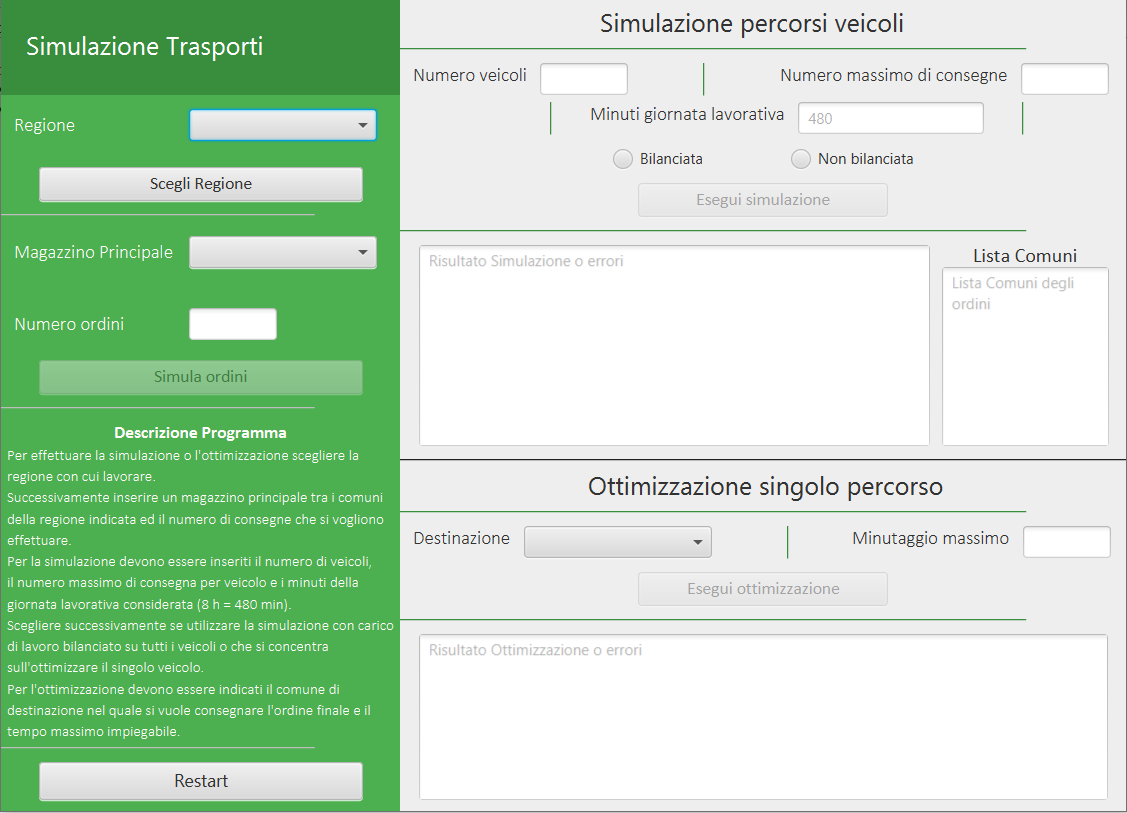 Simulazione Trasporti
Regione
Scegli Regione
Magazzino Principale
Numero ordini
Simula ordini
Descrizione Programma
Per effettuare la simulazione o l'ottimizzazione scegliere la
regione con cui lavorare.
Successivamente inserire un magazzino principale tra i comuni
della regione indicata ed il numero di consegne che si vogliono
effettuare.
Per la simulazione devono essere inseriti il numero di veicoli,
il numero massimo di consegna per veicolo e i minuti della
giornata lavorativa considerata (8 h = 480 min).
Scegliere successivamente se utilizzare la simulazione con carico
di lavoro bilanciato su tutti i veicoli o che si concentra
sull'ottimizzare il singolo veicolo.
Per l'ottimizzazione devono essere indicati il comune di
destinazione nel quale si vuole consegnare l'ordine finale e il
tempo massimo impiegabile.
Restart
Simulazione percorsi veicoli
Numero veicoli
Numero massimo di consegne
Minuti giornata lavorativa 480
Bilanciata
Non bilanciata
Esegui simulazione
Risultato Simulazione o errori
Lista Comuni
Lista Comuni degli
ordini
Ottimizzazione singolo percorso
Destinazione
Minutaggio massimo
Esegui ottimizzazione
Risultato Ottimizzazione o errori